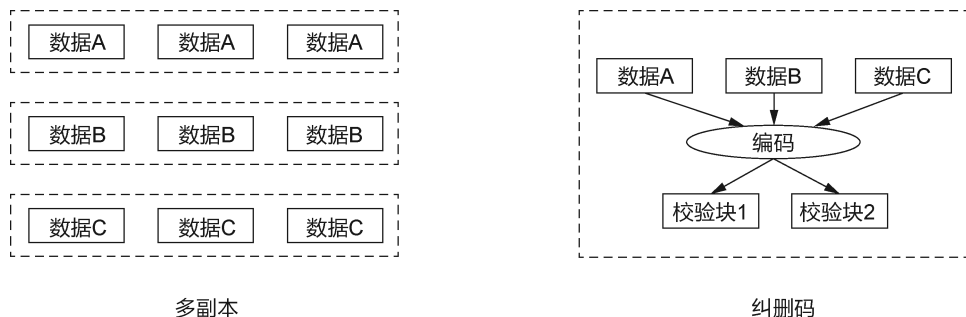 数据A 数据A 数据A
数据B 数据B 数据B
数据C 数据C 数据C
多副本
数据A 数据B 数据C
编码
校验块1 校验块2
纠删码